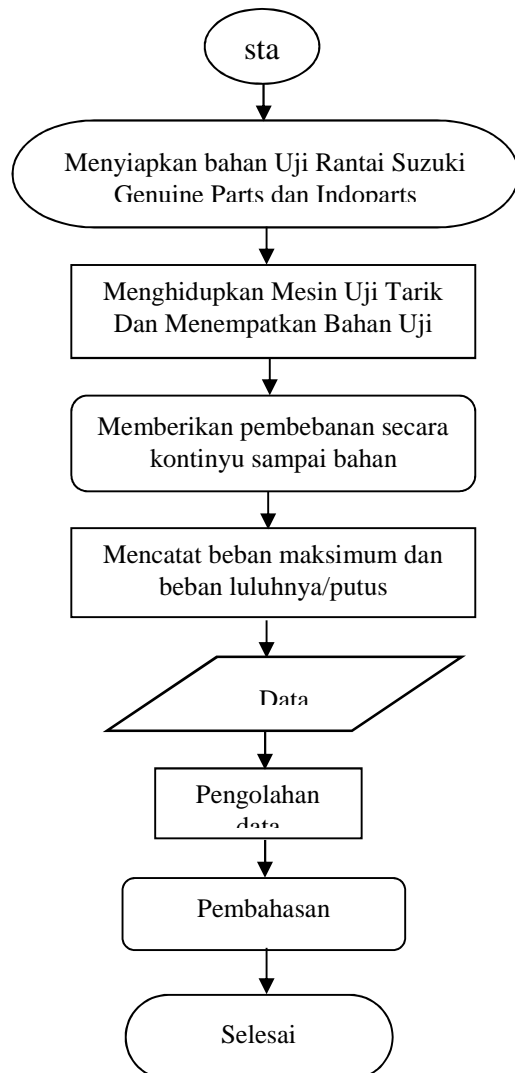 sta
Menyiapkan bahan Uji Rantai Suzuki
Genuine Parts dan Indoparts
Menghidupkan Mesin Uji Tarik
Dan Menempatkan Bahan Uji
Memberikan pembebanan secara
kontinyu sampai bahan
Mencatat beban maksimum dan
beban luluhnya/putus
Data
Pengolahan
data
Pembahasan
Selesai